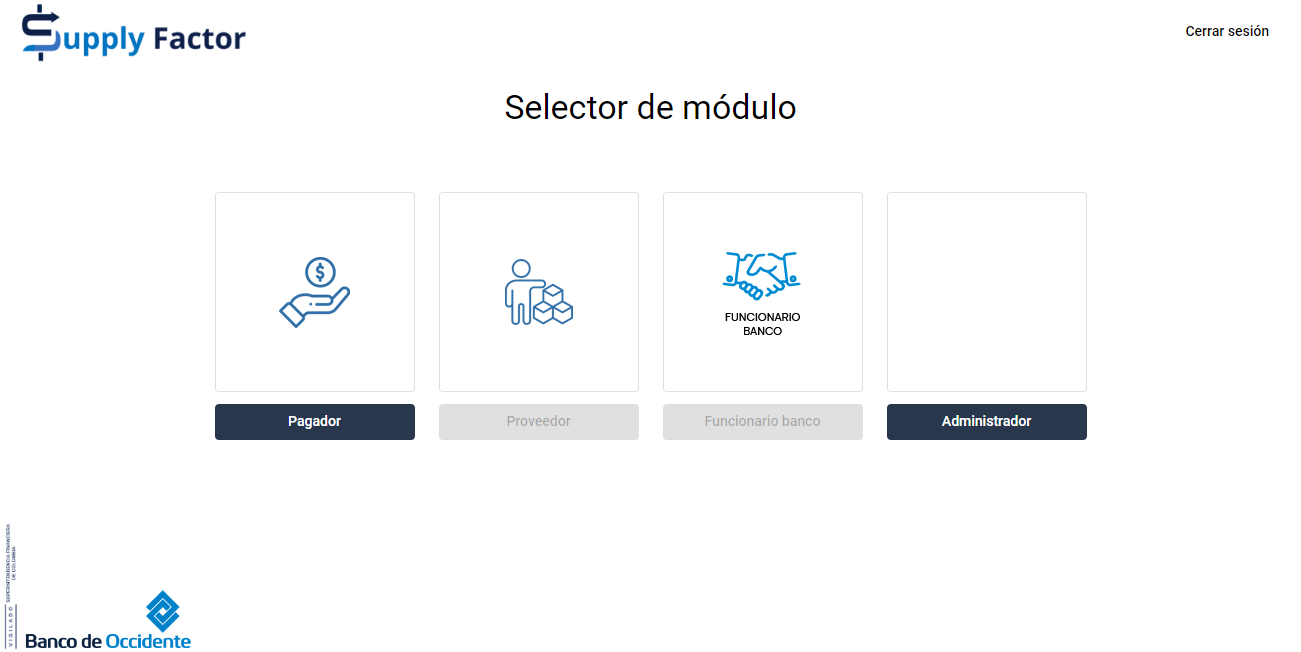 Supply Factor
Cerrar sesión
Selector de módulo
$
FUNCIONARIO
BANCO
Pagador
Proveedor
Funcionario banco
Administrador
VIGILADO SUPERINTENDENCIA FINANCIERA
DE COLOMBIA
Banco de Occidente